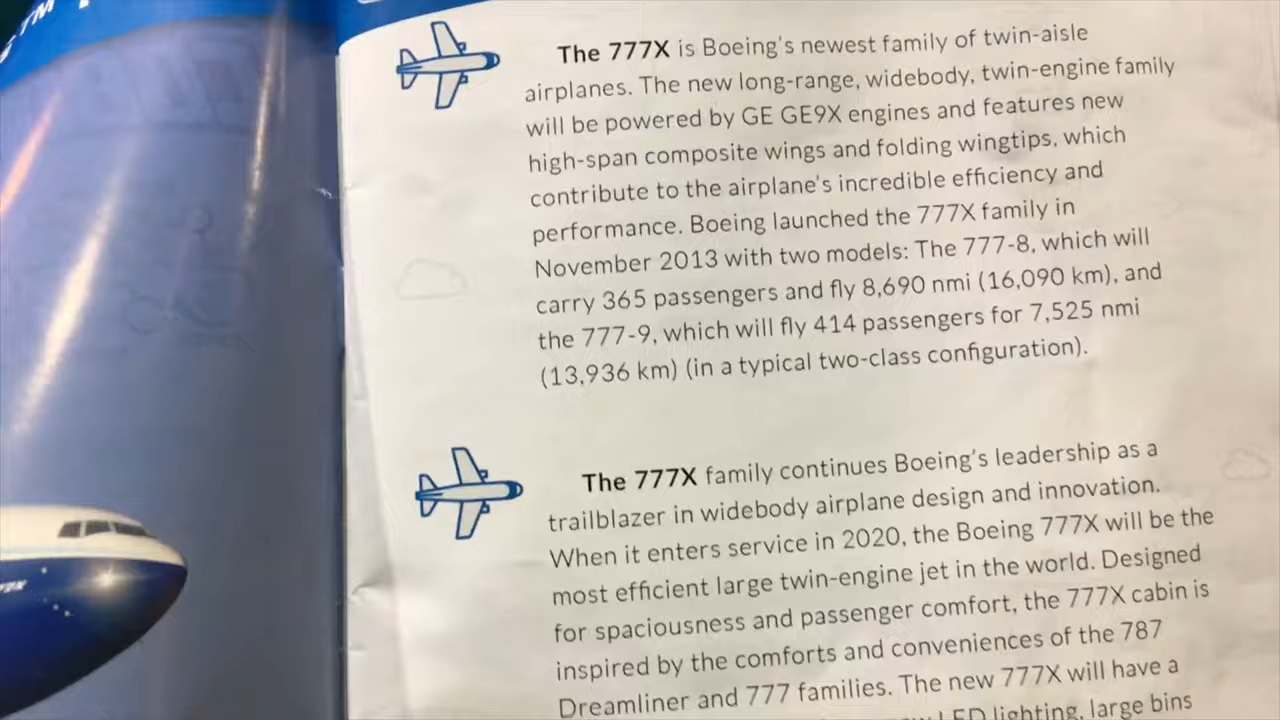 TM
The 777X is Boeing's newest family of twin-aisle
airplanes. The new long-range, widebody, twin-engine family
will be powered by GE GE9X engines and features new
high-span composite wings and folding wingtips, which
contribute to the airplane's incredible efficiency and
performance. Boeing launched the 777X family in
November 2013 with two models: The 777-8, which will
carry 365 passengers and fly 8,690 nmi (16,090 km), and
the 777-9, which will fly 414 passengers for 7,525 nmi
(13,936 km) (in a typical two-class configuration).
The 777X family continues Boeing's leadership as a
trailblazer in widebody airplane design and innovation.
When it enters service in 2020, the Boeing 777X will be the
most efficient large twin-engine jet in the world. Designed
for spaciousness and passenger comfort, the 777X cabin is
inspired by the comforts and conveniences of the 787
Dreamliner and 777 families. The new 777X will have a
LED lighting, large bins